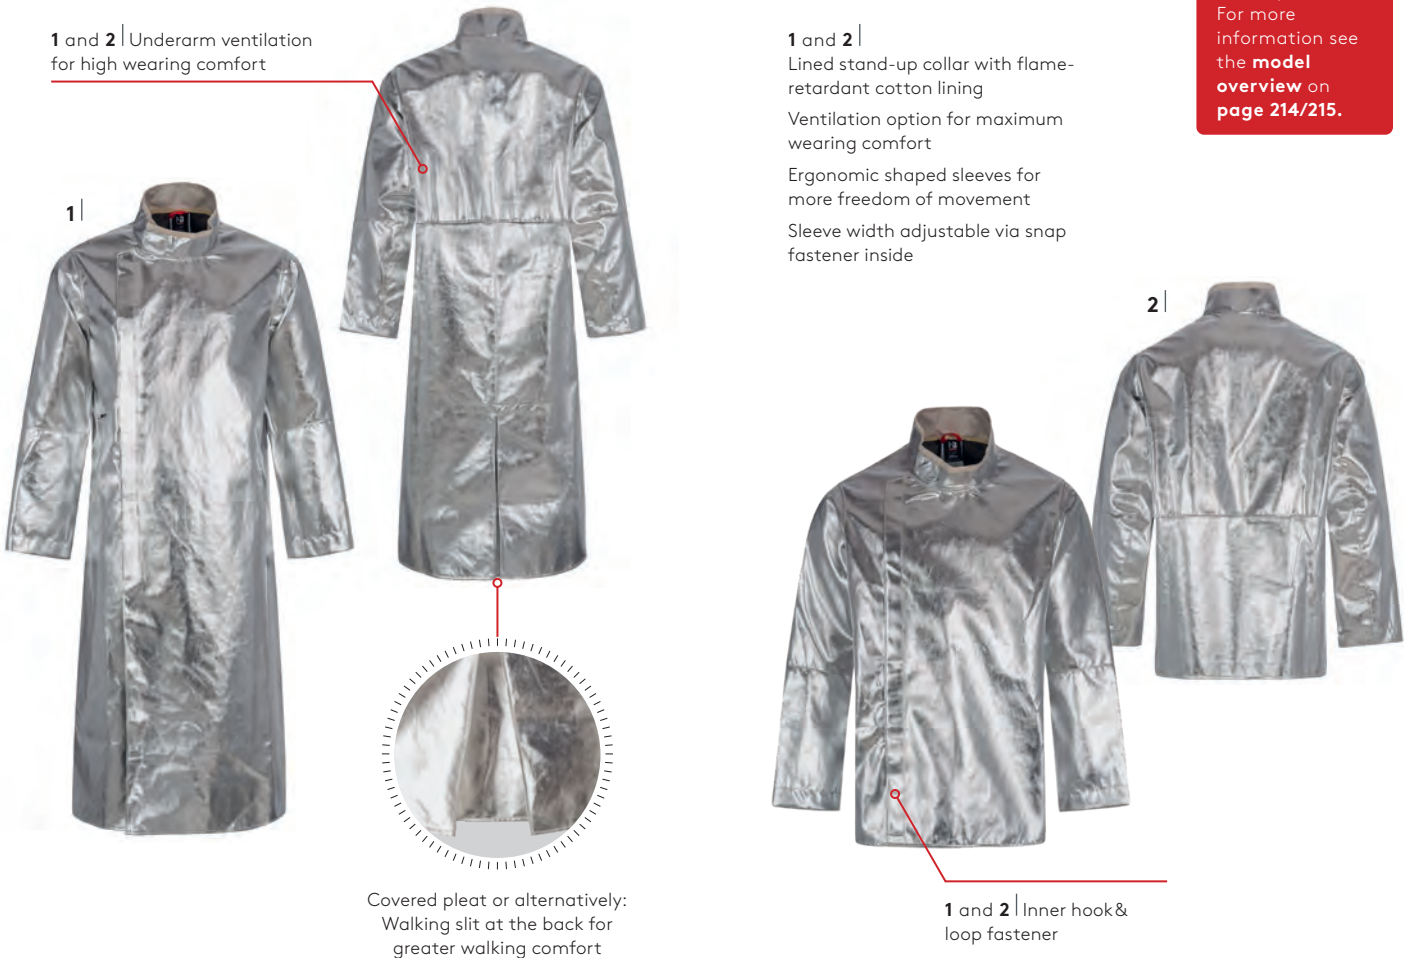 1 and 2 | Underarm ventilation
for high wearing comfort
1 and 2 |
Lined stand-up collar with flame-
retardant cotton lining
Ventilation option for maximum
wearing comfort
Ergonomic shaped sleeves for
more freedom of movement
Sleeve width adjustable via snap
fastener inside
For more
information see
the model
overview on
page 214/215.
1 |
2 |
Covered pleat or alternatively:
Walking slit at the back for
greater walking comfort
1 and 2 | Inner hook &
loop fastener